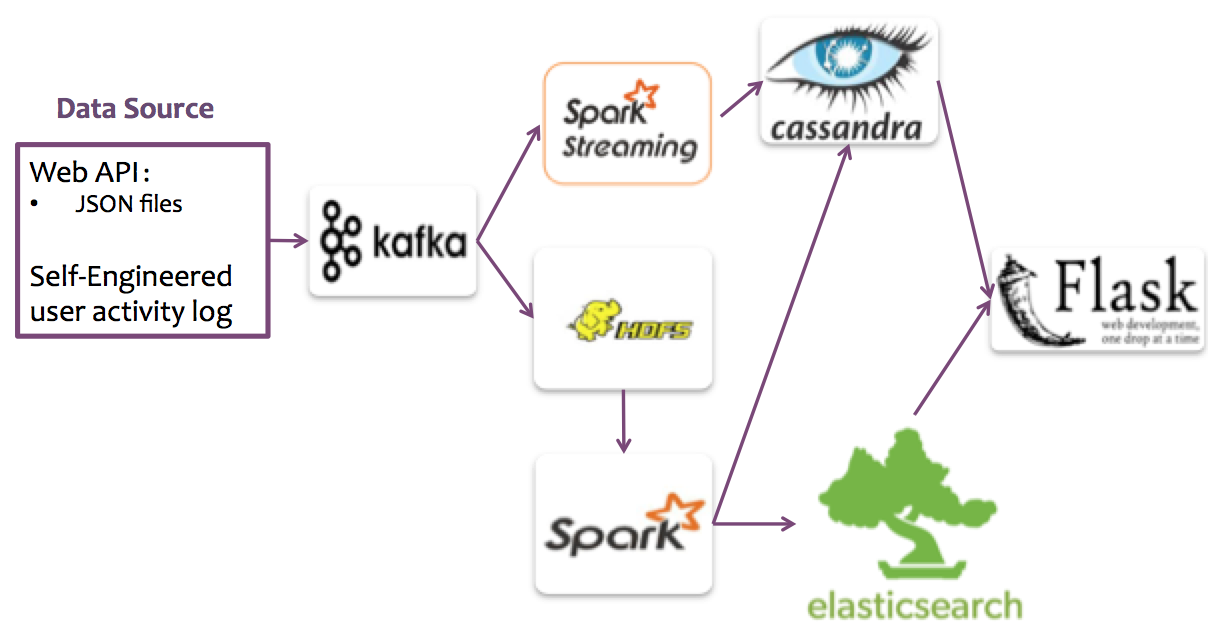 Data Source
Web API:
• JSON files
Self-Engineered
user activity log
kafka
Spark
Streaming
cassandra
HDFS
Spark
elasticsearch
Flask
web development,
one drop at a time